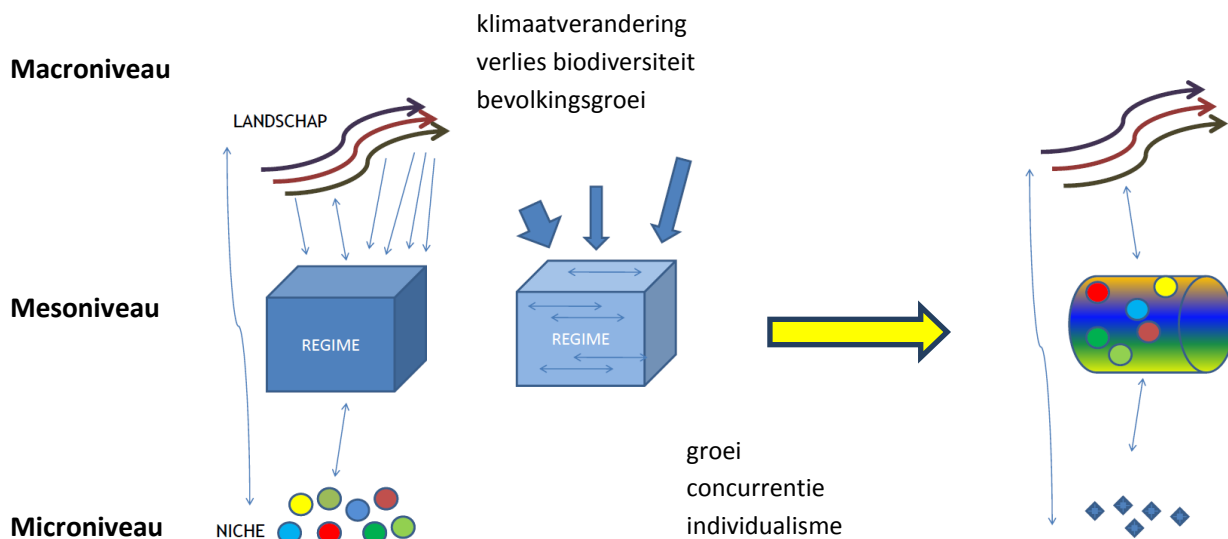 klimaatverandering
Macroniveau
verlies biodiversiteit
bevolkingsgroei
LANDSCHAP
Mesoniveau
REGIME
REGIME
groei
concurrentie
Microniveau
NICHE
individualisme